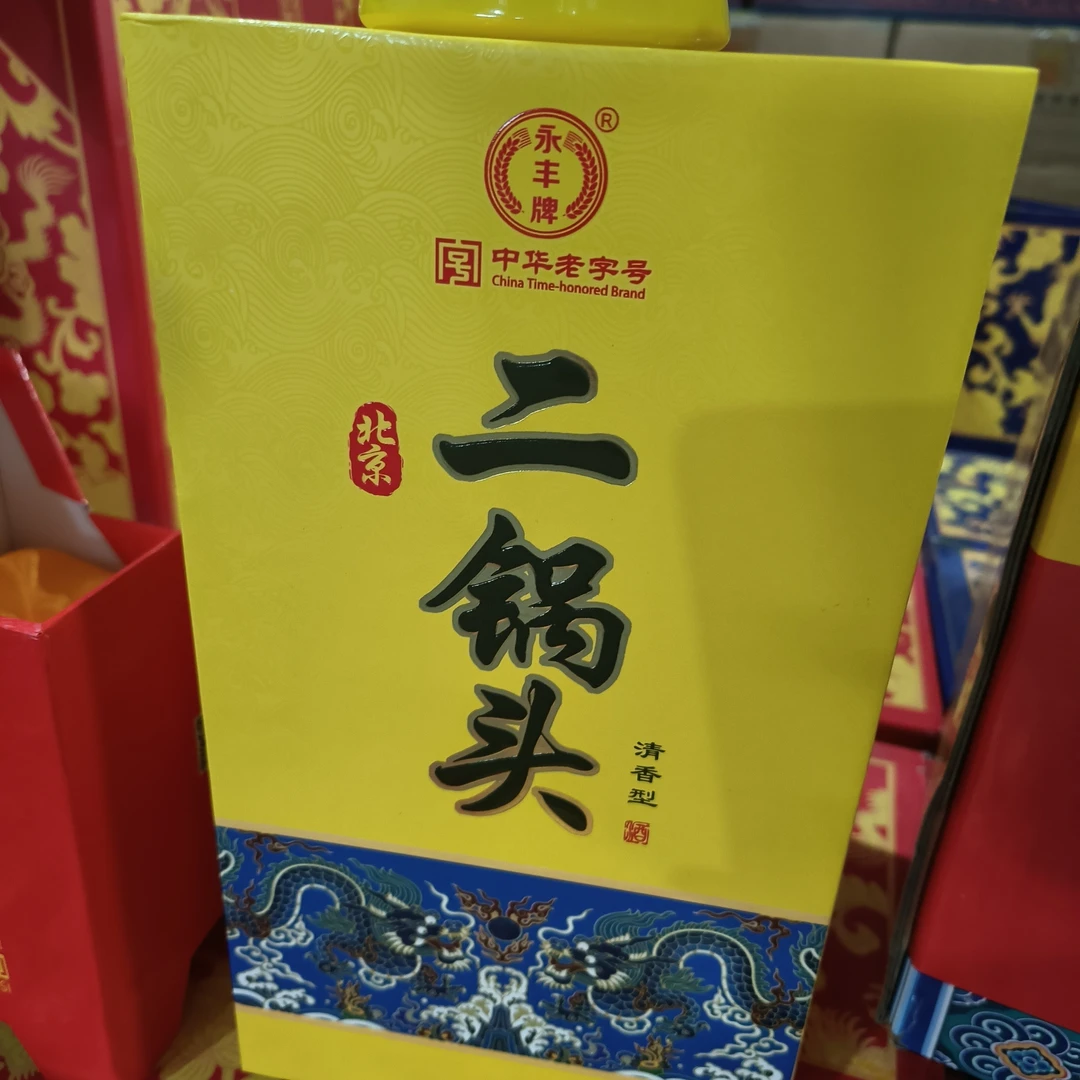 永丰牌
®
中华老字号
China Time-honored Brand
北京
二锅头
清香型
酒